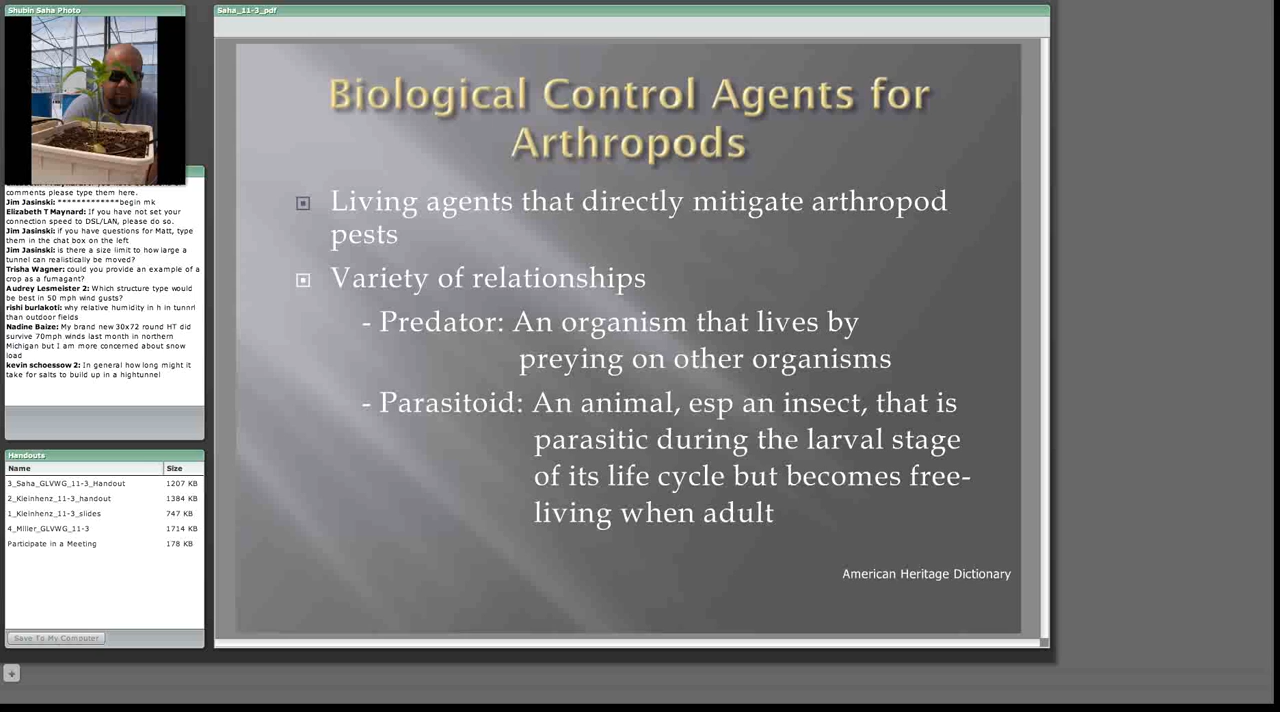 Shubin Saha Photo
comments please type them here.
Jim Jasinski: *************begin mk
Elizabeth T Maynard: If you have not set your
connection speed to DSL/LAN, please do so.
Jim Jasinski: if you have questions for Matt, type
them in the chat box on the left
Jim Jasinski: is there a size limit to how iarge a
tunnel can realistically be moved?
Trisha Wagner: could you provide an example of a
crop as a fumagant?
Audrey Lesmeister 2: Which structure type would
be best in 50 mph wind gusts?
rishi burlakoti: why relative humidity in h in tunnrl
than outdoor fields
Nadine Baize: My brand new 30x72 round HT did
survive 70mph winds last month in northern
Michigan but I am more concerned about snow
load
kevin schoessow 2: In general how long might it
take for salts to build up in a hightunnel
Handouts
Name Size
3_Saha_GLVWG_11-3_Handout 1207 KB
2_Kleinhenz_11-3_handout 1384 KB
1_Kleinhenz_11-3_slides 747 KB
4_Miller_GLVWG_11-3 1714 KB
Participate in a Meeting 178 KB
Save To My Computer
Saha_11-3_pdf
Biological Control Agents for
Arthropods
Living agents that directly mitigate arthropod
pests
Variety of relationships
- Predator: An organism that lives by
preying on other organisms
- Parasitoid: An animal, esp an insect, that is
parasitic during the larval stage
of its life cycle but becomes free-
living when adult
American Heritage Dictionary